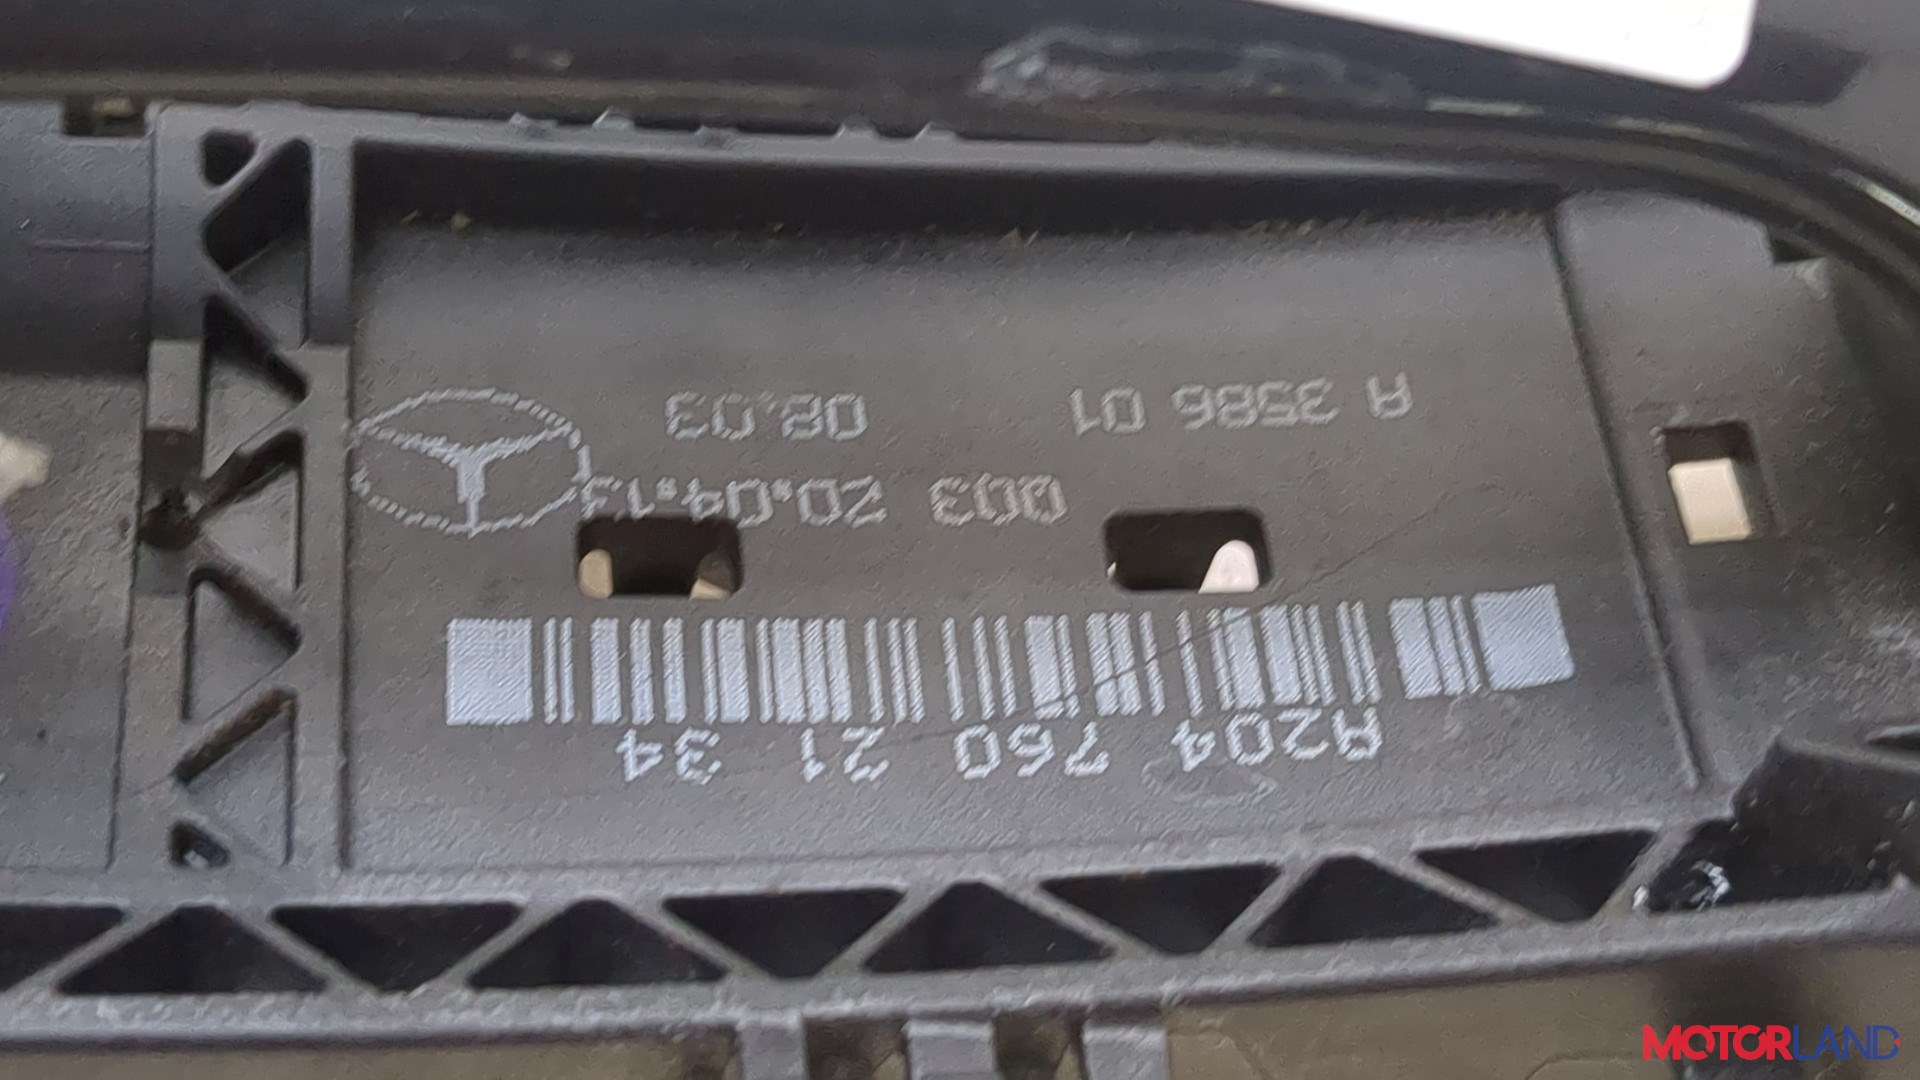 A204 760 21 34
003 20.04.13
A 3586 01 08:03
MOTORLAND